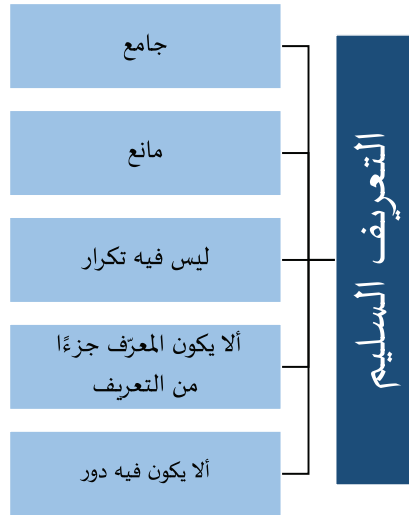 التعريف السليم
جامع
مانع
ليس فيه تكرار
ألا يكون المعرّف جزءًا
من التعريف
ألا يكون فيه دور